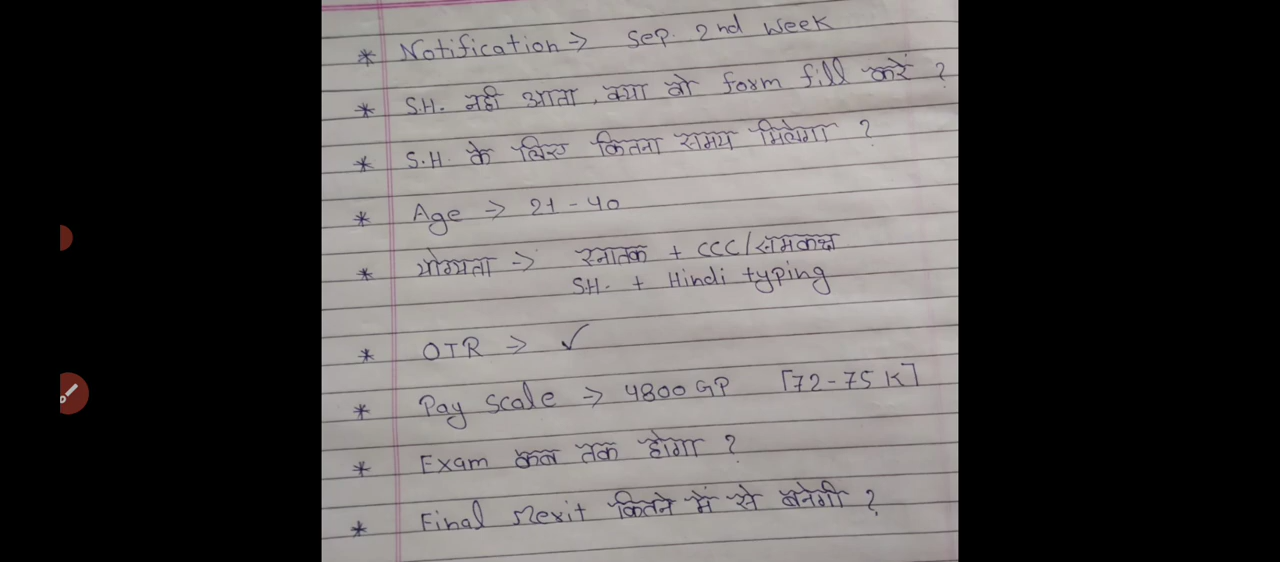 * Notification → Sep. 2nd week
* S.H. नही आता, क्या वो form fill करें ?
* S.H. के लिए कितना समय मिलेगा ?
* Age → 21 - 40
* योग्यता → स्नातक + CCC/समकक्ष
S.H. + Hindi typing
* OTR → ✓
* Pay Scale → 4800 GP [72-75 K]
* Exam कब तक होगा ?
* Final Merit कितने में से बनेगी ?